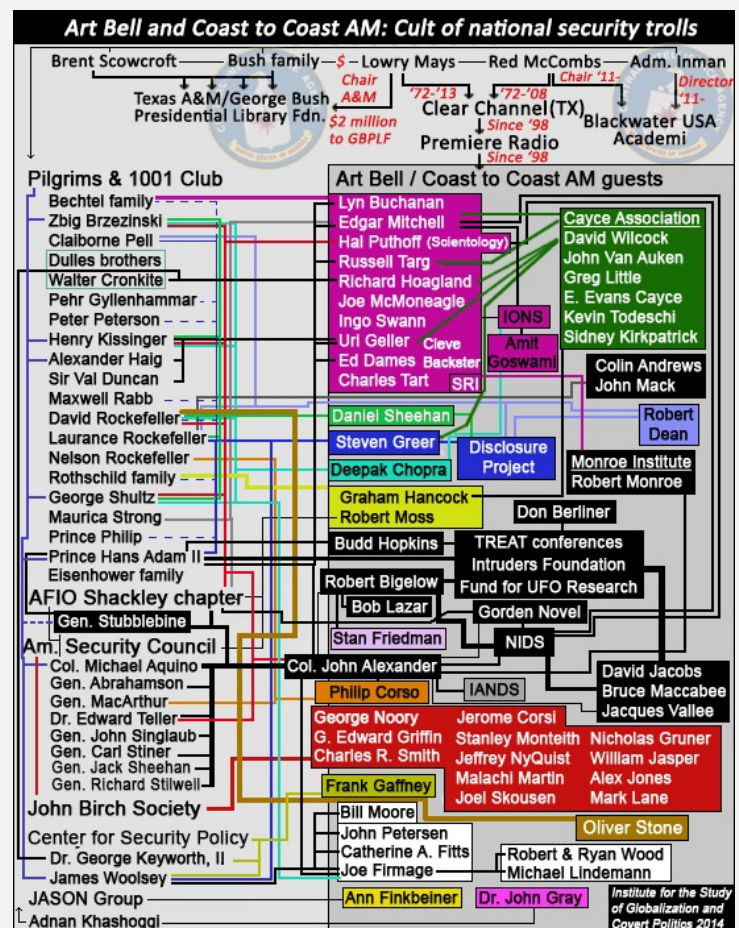 Art Bell and Coast to Coast AM: Cult of national security trolls
Brent Scowcroft
Bush family
$
Lowry Mays
Red McCombs
Adm. Inman
Chair A&M
'72-'13
'72-'08
Chair '11-
Director '11-
Texas A&M/George Bush
Presidential Library Fdn.
$2 million
to GBPLF
Clear Channel(TX)
Since '98
Premiere Radio
Since '98
Blackwater USA
Academi
Pilgrims & 1001 Club
Bechtel family
Zbig Brzezinski
Claiborne Pell
Dulles brothers
Walter Cronkite
Pehr Gyllenhammar
Peter Peterson
Henry Kissinger
Alexander Haig
Sir Val Duncan
Maxwell Rabb
David Rockefeller
Laurance Rockefeller
Nelson Rockefeller
Rothschild family
George Shultz
Maurica Strong
Prince Philip
Prince Hans Adam II
Eisenhower family
AFIO Shackley chapter
Gen. Stubblebine
Am. Security Council
Col. Michael Aquino
Gen. Abrahamson
Gen. MacArthur
Dr. Edward Teller
Gen. John Singlaub
Gen. Carl Stiner
Gen. Jack Sheehan
Gen. Richard Stilwell
John Birch Society
Center for Security Policy
Dr. George Keyworth, II
James Woolsey
JASON Group
Adnan Khashoggi
Art Bell / Coast to Coast AM guests
Lyn Buchanan
Edgar Mitchell
Hal Puthoff (Scientology)
Russell Targ
Richard Hoagland
Joe McMoneagle
Ingo Swann
Uri Geller
Cleve
Backster
Ed Dames
Charles Tart
SRI
IONS
Amit
Goswami
Cayce Association
David Wilcock
John Van Auken
Greg Little
E. Evans Cayce
Kevin Todeschi
Sidney Kirkpatrick
Colin Andrews
John Mack
Daniel Sheehan
Steven Greer
Disclosure
Project
Robert
Dean
Deepak Chopra
Monroe Institute
Robert Monroe
Graham Hancock
Robert Moss
Don Berliner
Budd Hopkins
TREAT conferences
Intruders Foundation
Fund for UFO Research
Robert Bigelow
Bob Lazar
Gorden Novel
Stan Friedman
NIDS
Col. John Alexander
Philip Corso
IANDS
David Jacobs
Bruce Maccabee
Jacques Vallee
George Noory
G. Edward Griffin
Charles R. Smith
Jerome Corsi
Stanley Monteith
Jeffrey NyQuist
Malachi Martin
Joel Skousen
Nicholas Gruner
William Jasper
Alex Jones
Mark Lane
Frank Gaffney
Oliver Stone
Bill Moore
John Petersen
Catherine A. Fitts
Joe Firmage
Robert & Ryan Wood
Michael Lindemann
Ann Finkbeiner
Dr. John Gray
Institute for the Study
of Globalization and
Covert Politics 2014